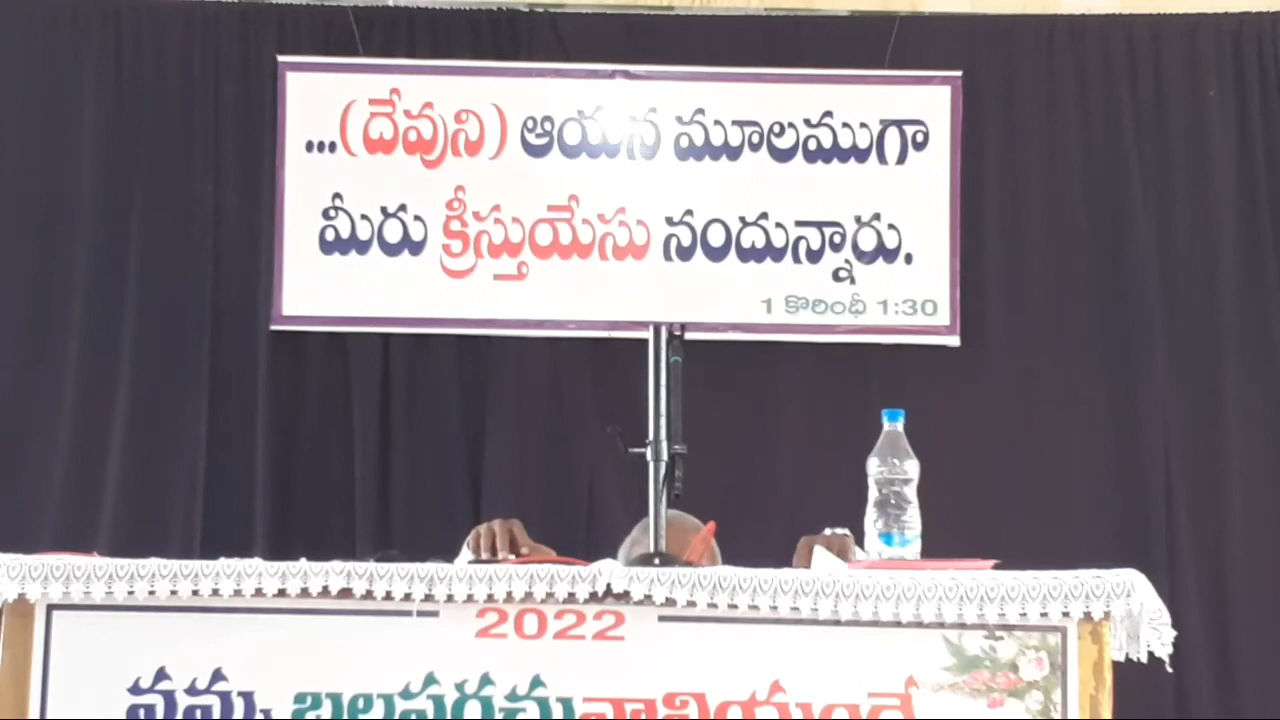 ...(దేవుని) ఆయన మూలముగా
మీరు క్రీస్తుయేసు నందున్నారు.
1 కొరింథీ 1:30
2022